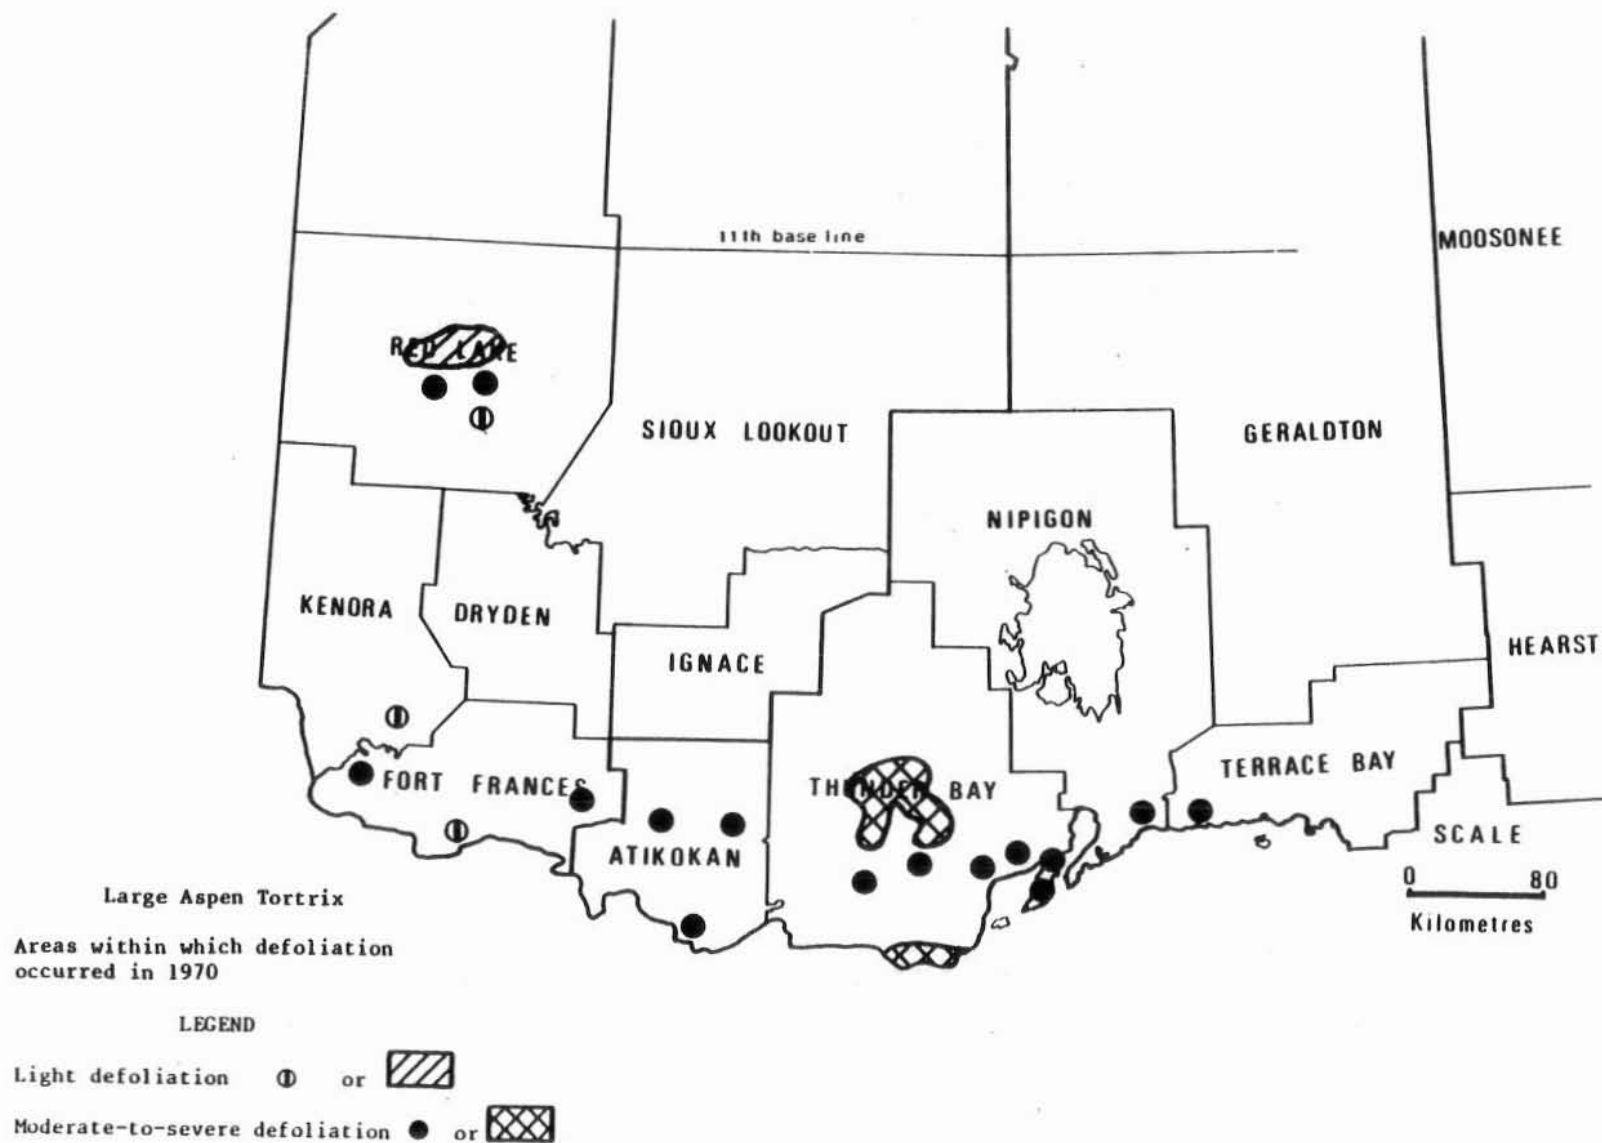 11th base line
MOOSONEE
RED LAKE
SIOUX LOOKOUT
GERALDTON
NIPIGON
KENORA
DRYDEN
IGNACE
HEARST
FORT FRANCES
THUNDER BAY
TERRACE BAY
ATIKOKAN
SCALE
0 80
Kilometres
Large Aspen Tortrix
Areas within which defoliation
occurred in 1970
LEGEND
Light defoliation or
Moderate-to-severe defoliation or